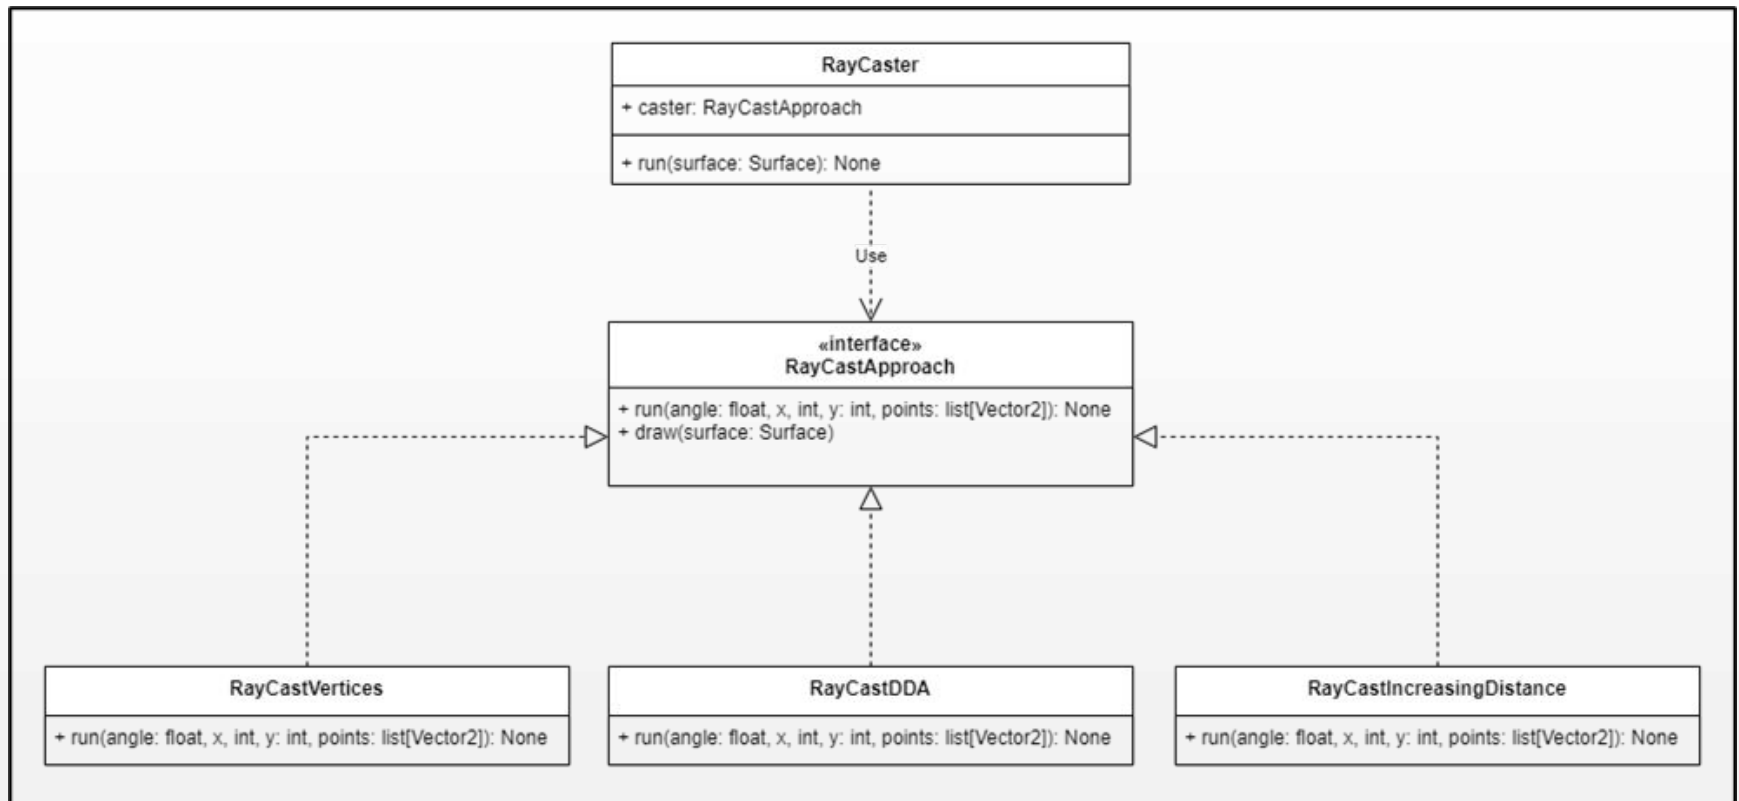 RayCaster
+ caster: RayCastApproach
+ run(surface: Surface): None
Use
«interface»
RayCastApproach
+ run(angle: float, x, int, y: int, points: list[Vector2]): None
+ draw(surface: Surface)
RayCastVertices
+ run(angle: float, x, int, y: int, points: list[Vector2]): None
RayCastDDA
+ run(angle: float, x, int, y: int, points: list[Vector2]): None
RayCastIncreasingDistance
+ run(angle: float, x, int, y: int, points: list[Vector2]): None